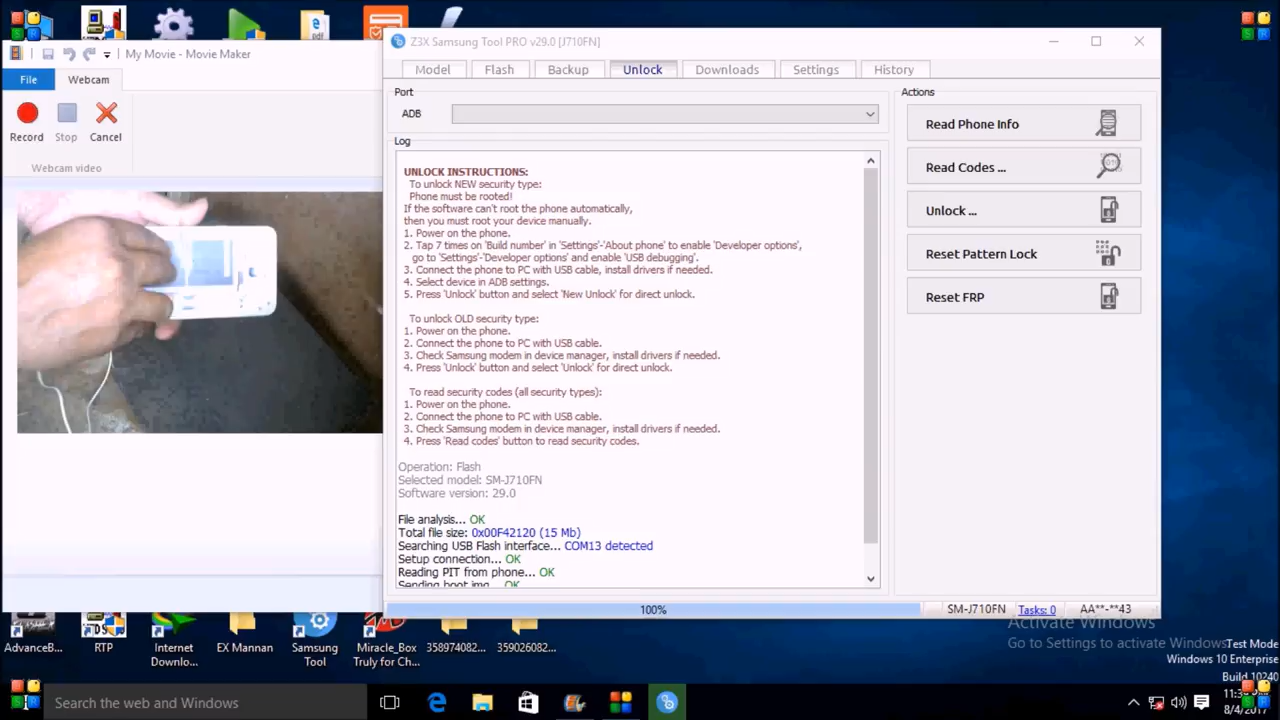 pdf
My Movie - Movie Maker
File
Webcam
Record
Stop
Cancel
Webcam video
Z3X Samsung Tool PRO v29.0 [J710FN]
Model
Flash
Backup
Unlock
Downloads
Settings
History
Port
ADB
Log
UNLOCK INSTRUCTIONS:
To unlock NEW security type:
Phone must be rooted!
If the software can't root the phone automatically,
then you must root your device manually.
1. Power on the phone.
2. Tap 7 times on 'Build number' in 'Settings'-'About phone' to enable 'Developer options',
go to 'Settings'-'Developer options' and enable 'USB debugging'.
3. Connect the phone to PC with USB cable, install drivers if needed.
4. Select device in ADB settings.
5. Press 'Unlock' button and select 'New Unlock' for direct unlock.
To unlock OLD security type:
1. Power on the phone.
2. Connect the phone to PC with USB cable.
3. Check Samsung modem in device manager, install drivers if needed.
4. Press 'Unlock' button and select 'Unlock' for direct unlock.
To read security codes (all security types):
1. Power on the phone.
2. Connect the phone to PC with USB cable.
3. Check Samsung modem in device manager, install drivers if needed.
4. Press 'Read codes' button to read security codes.
Operation: Flash
Selected model: SM-J710FN
Software version: 29.0
File analysis... OK
Total file size: 0x00F42120 (15 Mb)
Searching USB Flash interface... COM13 detected
Setup connection... OK
Reading PIT from phone... OK
Sending boot.img... OK
Actions
Read Phone Info
Read Codes ...
Unlock ...
Reset Pattern Lock
Reset FRP
100%
SM-J710FN
Tasks: 0
AA**-**43
Activate Windows
Go to Settings to activate Windows
Test Mode
Windows 10 Enterprise
Build 10240
AdvanceB...
RTP
Internet
Downlo...
EX Mannan
Samsung
Tool
Miracle_Box
Truly for Ch...
358974082...
359026082...
Search the web and Windows
8/4/2017